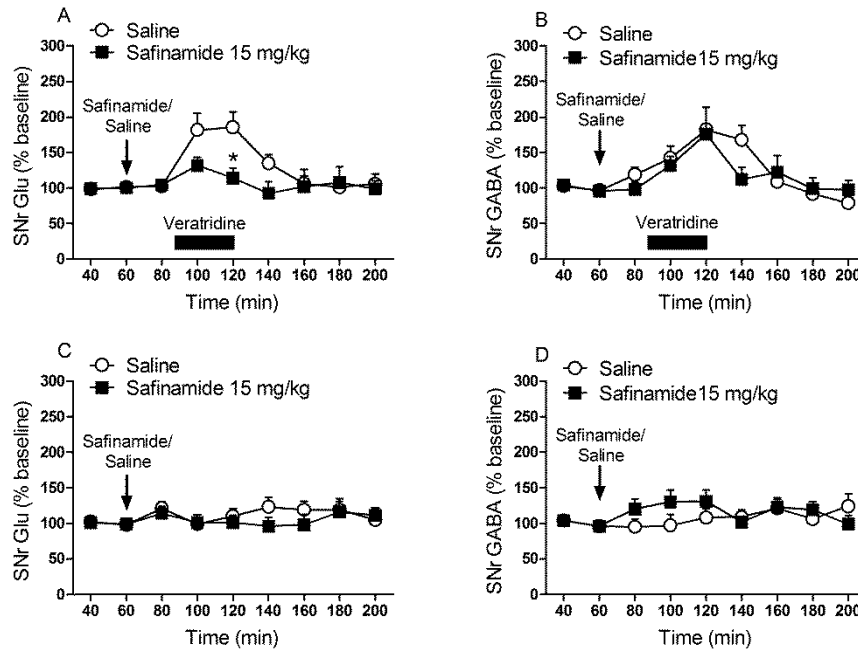 A
Saline
Safinamide 15 mg/kg
Safinamide/
Saline
*
Veratridine
SNr Glu (% baseline)
300
250
200
150
100
50
0
40 60 80 100 120 140 160 180 200
Time (min)
B
Saline
Safinamide15 mg/kg
Safinamide/
Saline
Veratridine
SNr GABA (% baseline)
300
250
200
150
100
50
0
40 60 80 100 120 140 160 180 200
Time (min)
C
Saline
Safinamide 15 mg/kg
Safinamide/
Saline
SNr Glu (% baseline)
300
250
200
150
100
50
0
40 60 80 100 120 140 160 180 200
Time (min)
D
Saline
Safinamide15 mg/kg
Safinamide/
Saline
SNr GABA (% baseline)
300
250
200
150
100
50
0
40 60 80 100 120 140 160 180 200
Time (min)